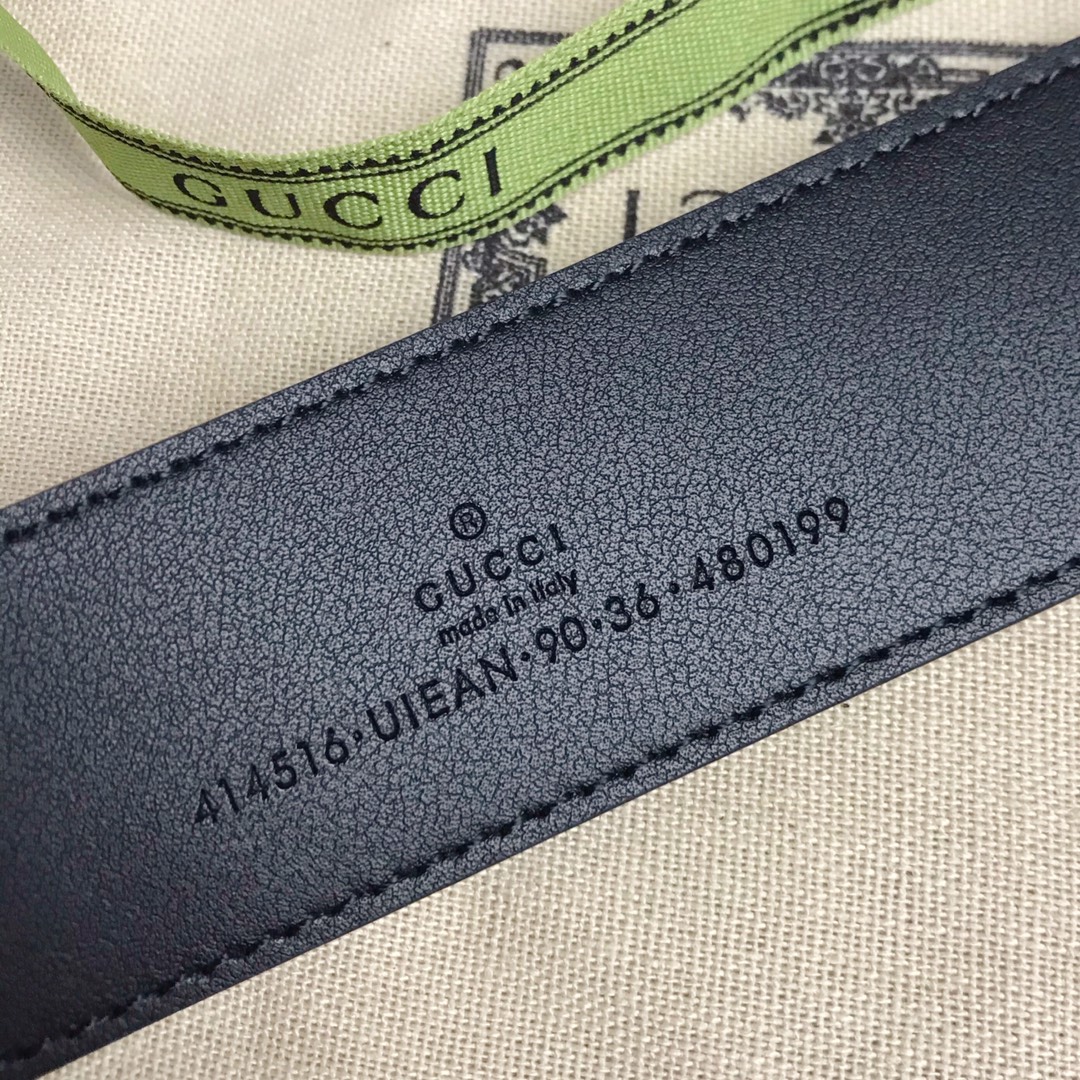 GUCCI
®
GUCCI
made in italy
414516·UIEAN·90·36·480199